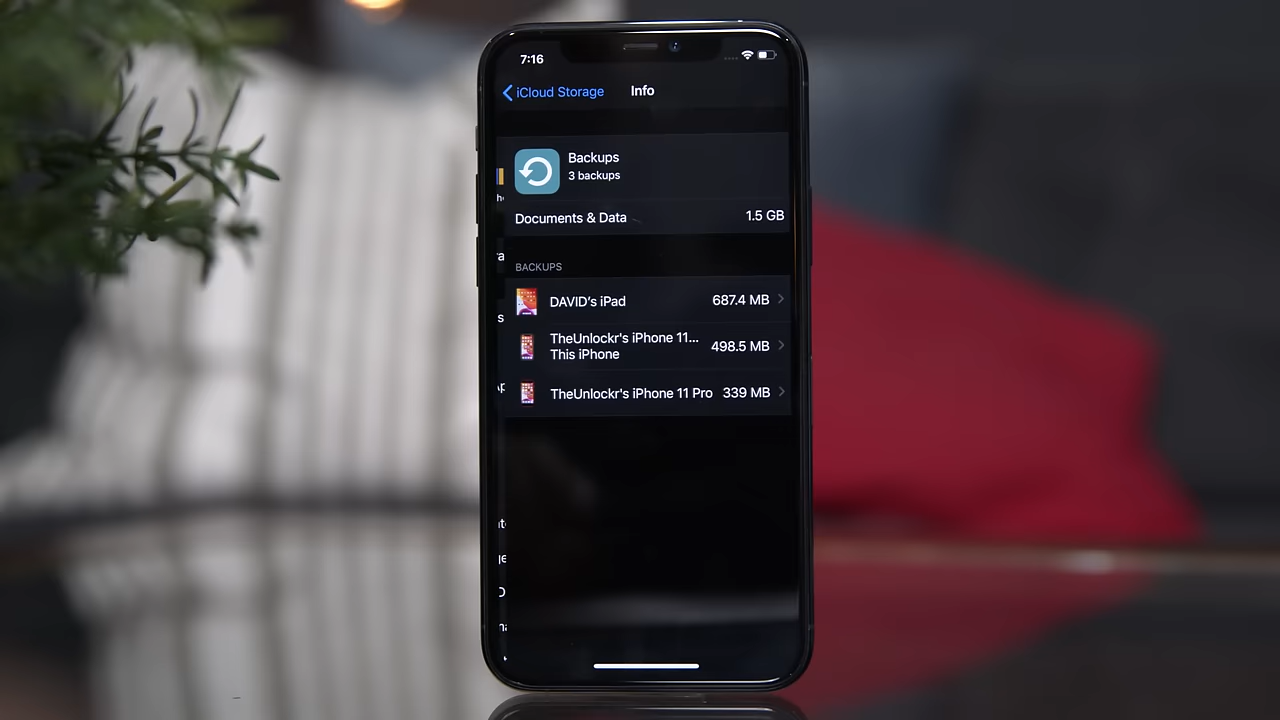 7:16
iCloud Storage Info
Backups
3 backups
Documents & Data 1.5 GB
BACKUPS
DAVID's iPad 687.4 MB
TheUnlockr's iPhone 11...
This iPhone 498.5 MB
TheUnlockr's iPhone 11 Pro 339 MB